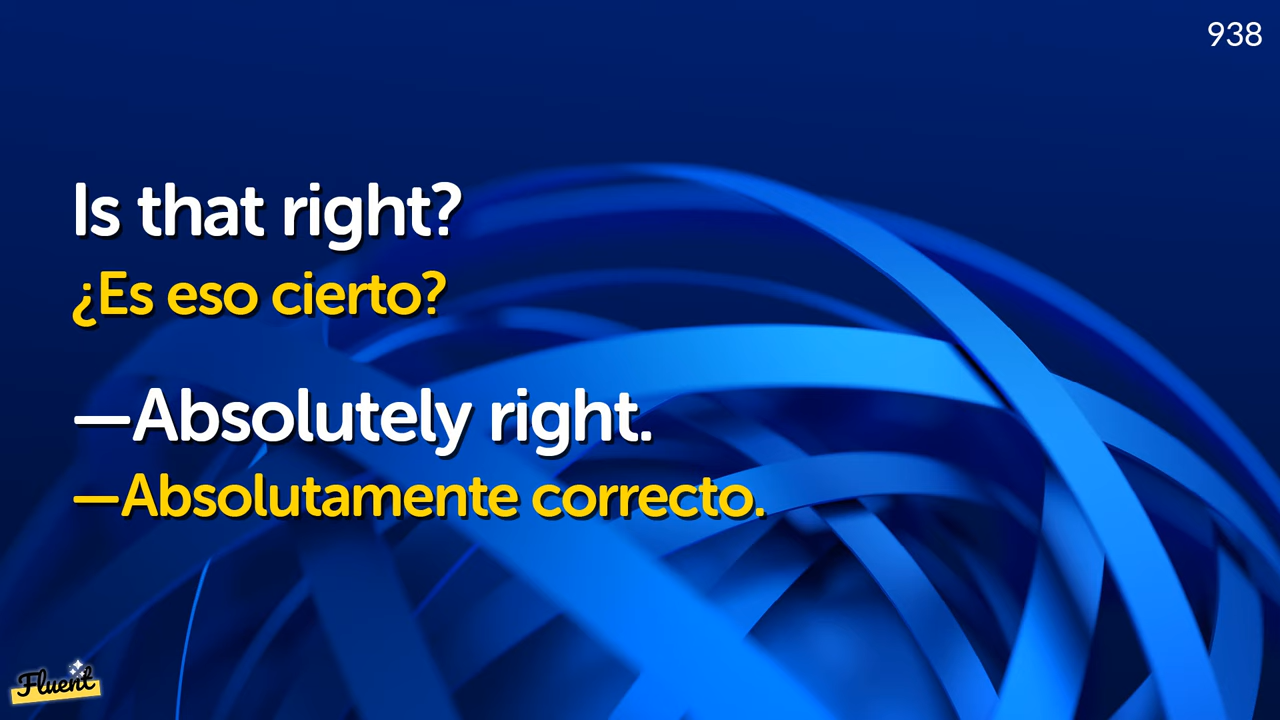 938
Is that right?
¿Es eso cierto?
—Absolutely right.
—Absolutamente correcto.
Fluent